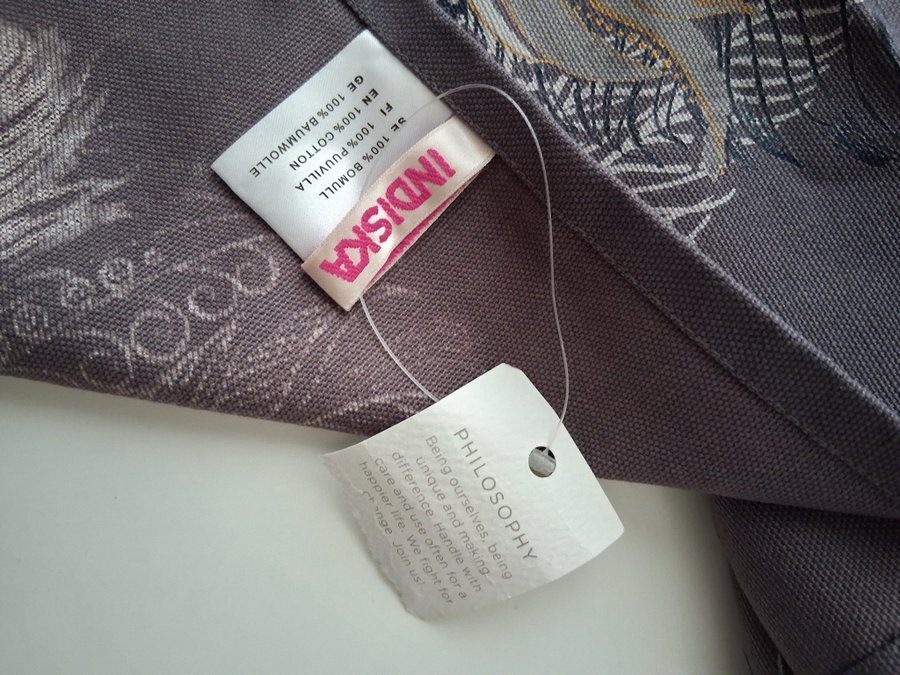 SE 100% BOMULL
FI 100% PUUVILLA
EN 100% COTTON
GE 100% BAUMWOLLE
INDISKA
PHILOSOPHY
Being ourselves, being
unique and making
difference. Handle with
care and use often for a
happier life. We fight for
change. Join us!